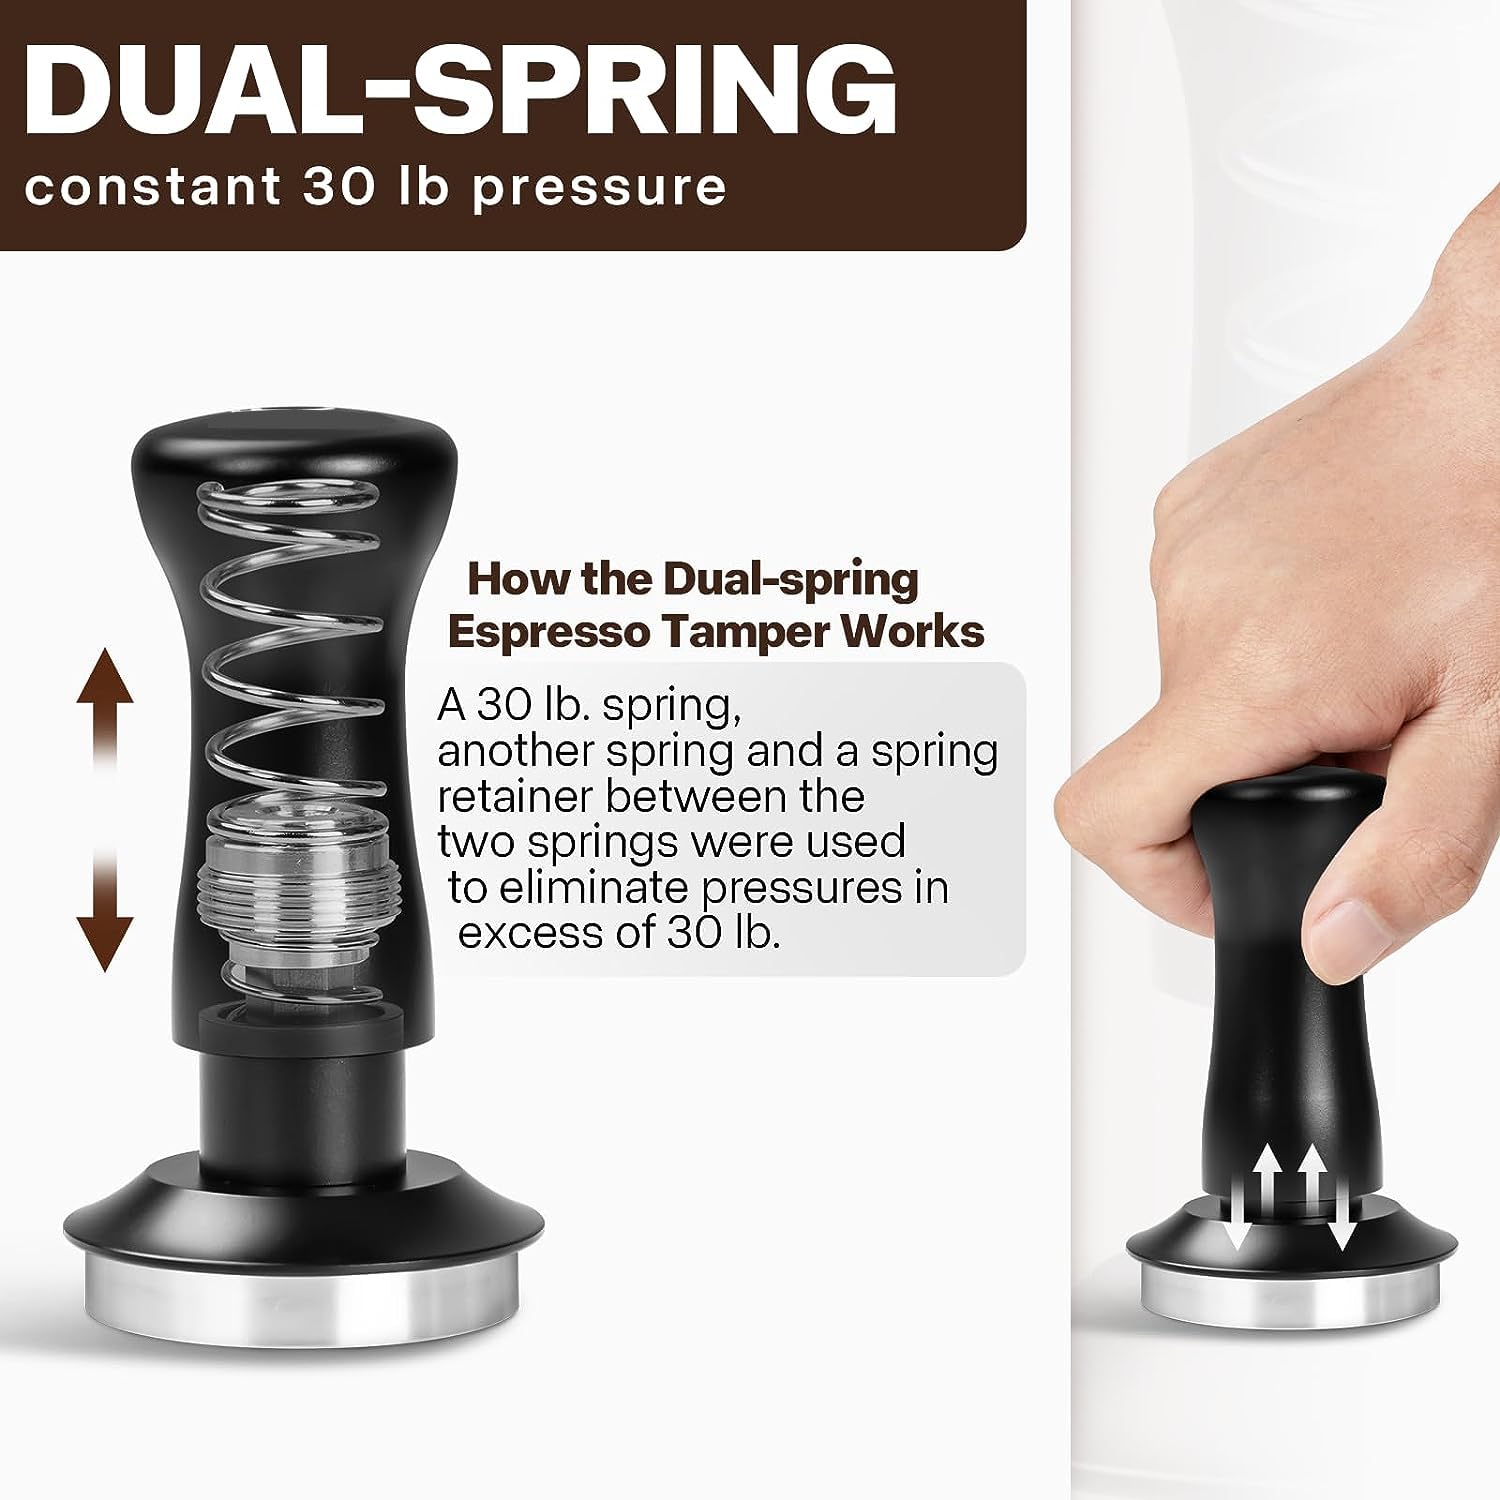 DUAL-SPRING
constant 30 lb pressure
How the Dual-spring
Espresso Tamper Works
A 30 lb. spring,
another spring and a spring
retainer between the
two springs were used
to eliminate pressures in
excess of 30 lb.